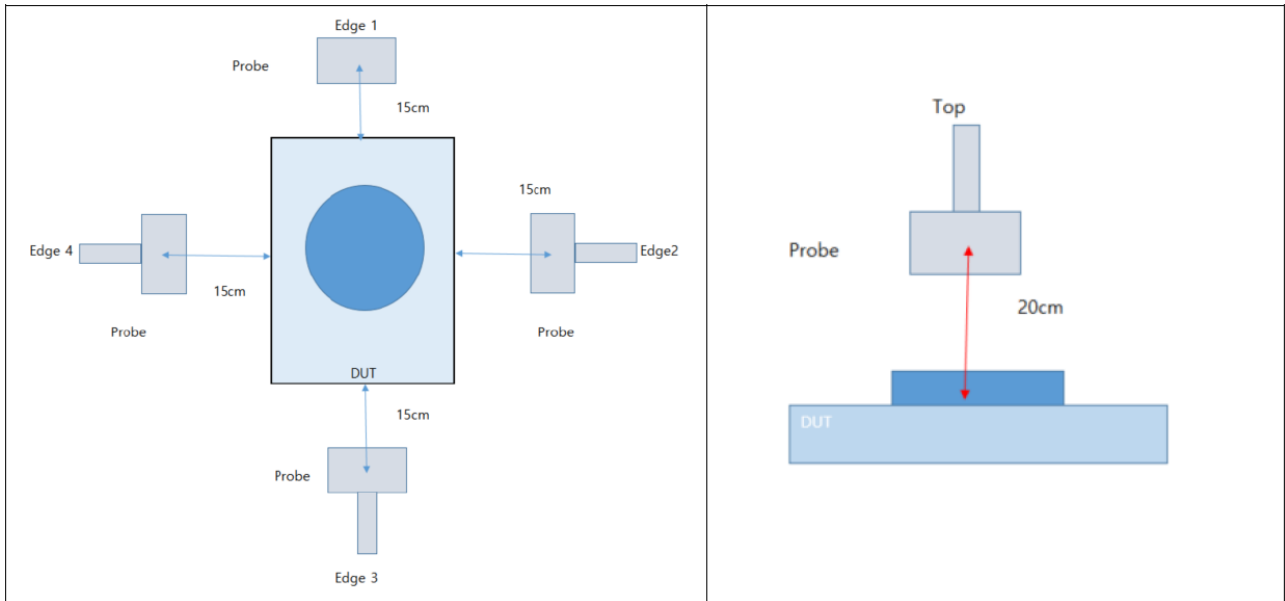 Edge 1
Probe
15cm
15cm
Edge 4
Edge2
15cm
Probe
Probe
DUT
15cm
Probe
Edge 3
Top
Probe
20cm
DUT